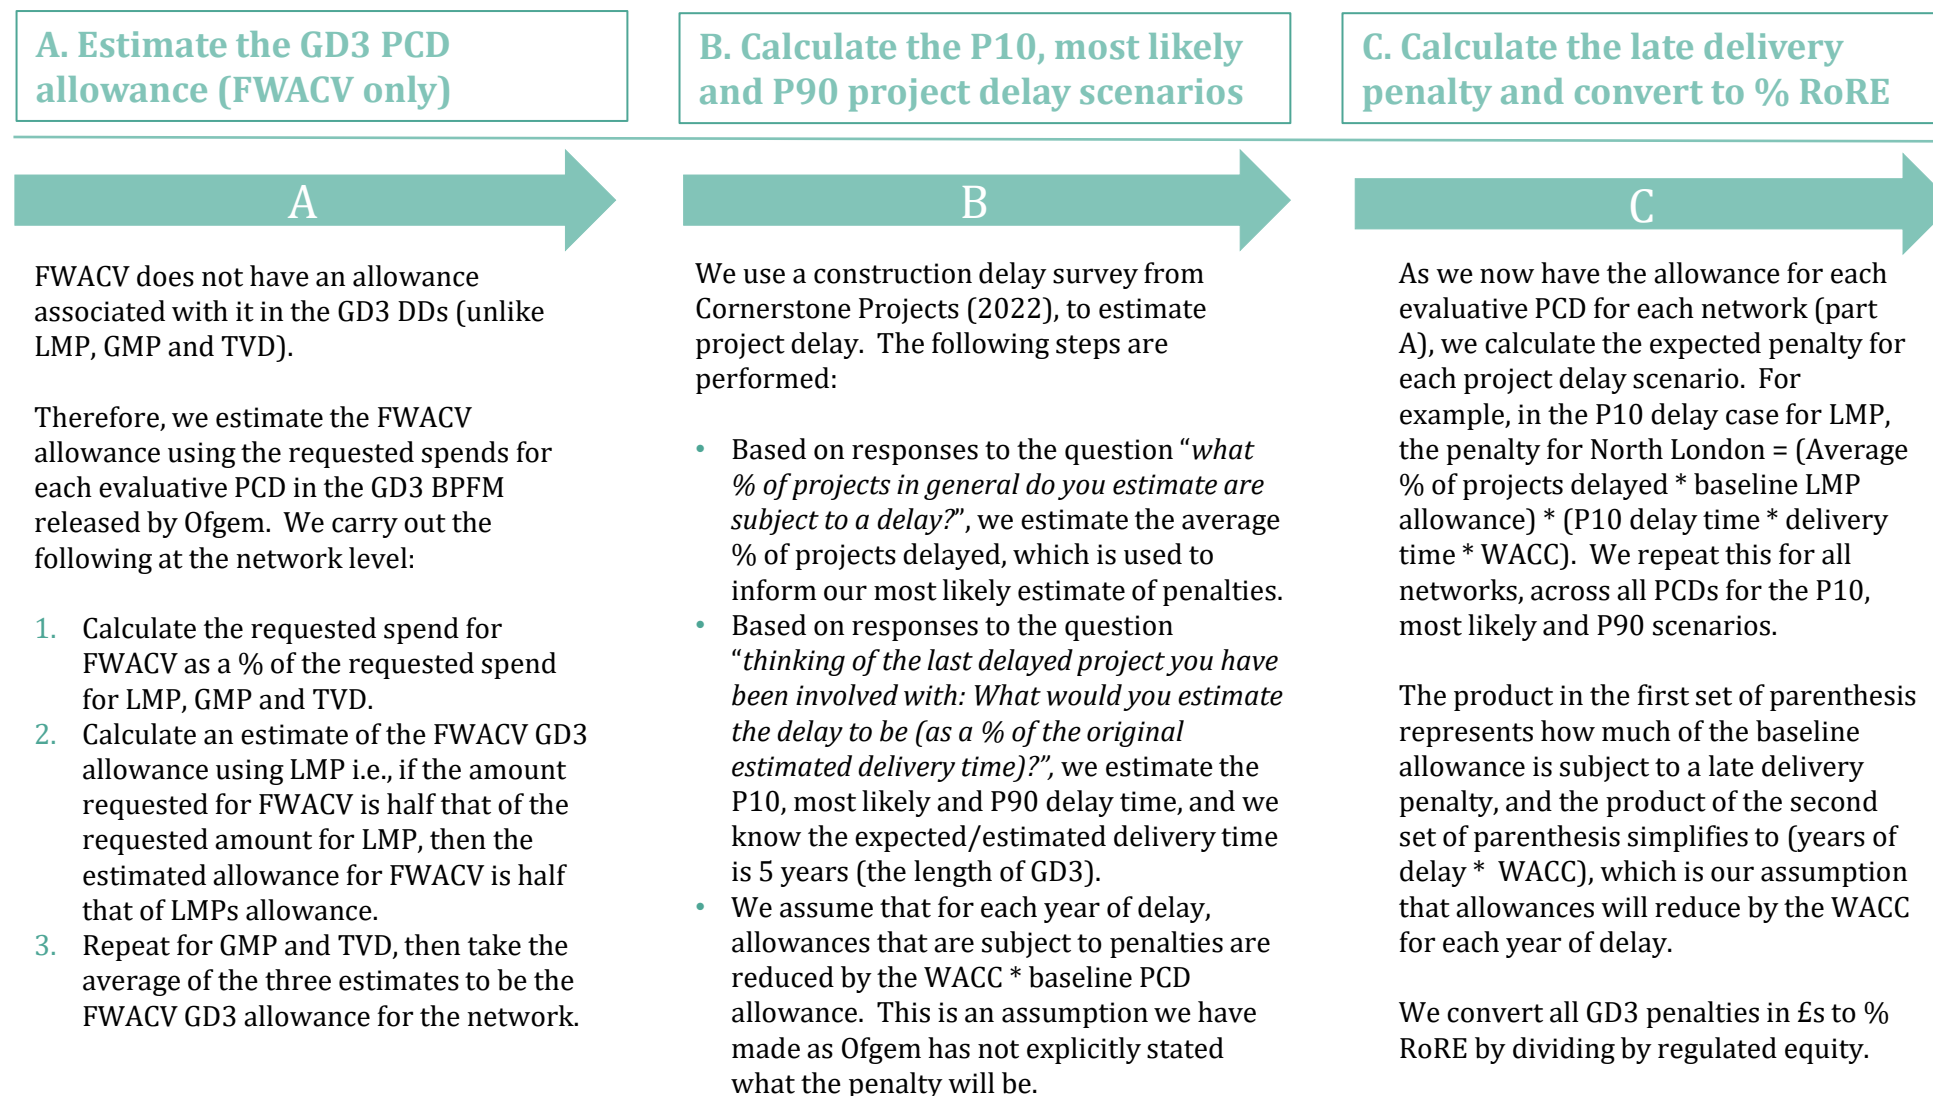 A. Estimate the GD3 PCD
allowance (FWACV only)
A
FWACV does not have an allowance
associated with it in the GD3 DDs (unlike
LMP, GMP and TVD).
Therefore, we estimate the FWACV
allowance using the requested spends for
each evaluative PCD in the GD3 BPFM
released by Ofgem.  We carry out the
following at the network level:
1. Calculate the requested spend for
FWACV as a % of the requested spend
for LMP, GMP and TVD.
2. Calculate an estimate of the FWACV GD3
allowance using LMP i.e., if the amount
requested for FWACV is half that of the
requested amount for LMP, then the
estimated allowance for FWACV is half
that of LMPs allowance.
3. Repeat for GMP and TVD, then take the
average of the three estimates to be the
FWACV GD3 allowance for the network.
B. Calculate the P10, most likely
and P90 project delay scenarios
B
We use a construction delay survey from
Cornerstone Projects (2022), to estimate
project delay.  The following steps are
performed:
• Based on responses to the question “what
% of projects in general do you estimate are
subject to a delay?”, we estimate the average
% of projects delayed, which is used to
inform our most likely estimate of penalties.
• Based on responses to the question
“thinking of the last delayed project you have
been involved with: What would you estimate
the delay to be (as a % of the original
estimated delivery time)?”, we estimate the
P10, most likely and P90 delay time, and we
know the expected/estimated delivery time
is 5 years (the length of GD3).
• We assume that for each year of delay,
allowances that are subject to penalties are
reduced by the WACC * baseline PCD
allowance.  This is an assumption we have
made as Ofgem has not explicitly stated
what the penalty will be.
C. Calculate the late delivery
penalty and convert to % RoRE
C
As we now have the allowance for each
evaluative PCD for each network (part
A), we calculate the expected penalty for
each project delay scenario.  For
example, in the P10 delay case for LMP,
the penalty for North London = (Average
% of projects delayed * baseline LMP
allowance) * (P10 delay time * delivery
time * WACC).  We repeat this for all
networks, across all PCDs for the P10,
most likely and P90 scenarios.
The product in the first set of parenthesis
represents how much of the baseline
allowance is subject to a late delivery
penalty, and the product of the second
set of parenthesis simplifies to (years of
delay *  WACC), which is our assumption
that allowances will reduce by the WACC
for each year of delay.
We convert all GD3 penalties in £s to %
RoRE by dividing by regulated equity.